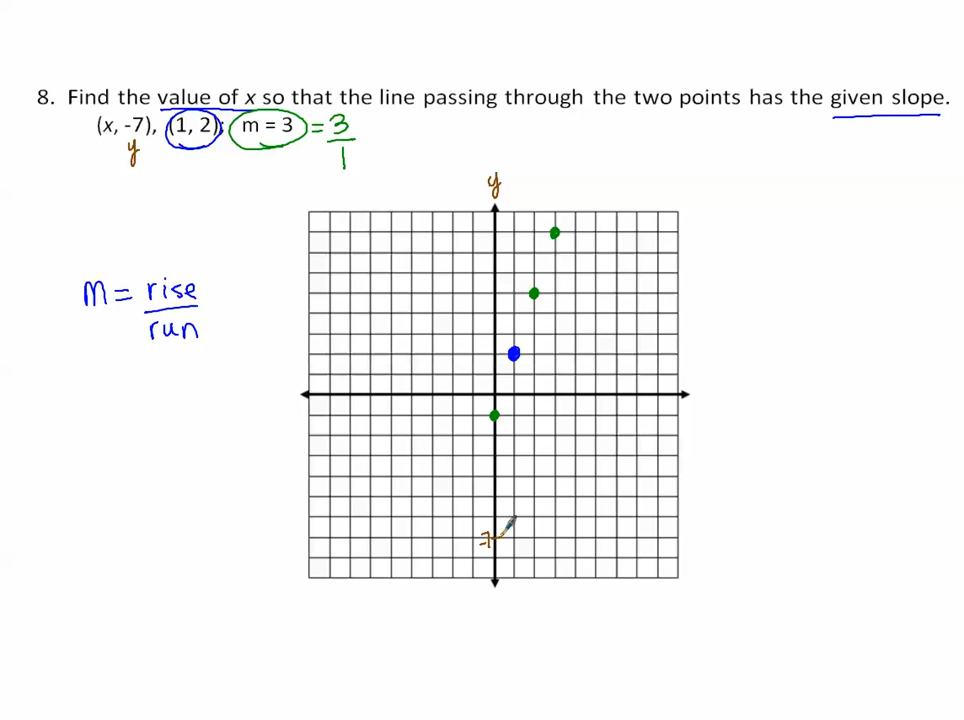 8. Find the value of x so that the line passing through the two points has the given slope.
(x, -7), (1, 2); m = 3 = 3/1
y
y
m = rise/run
-7